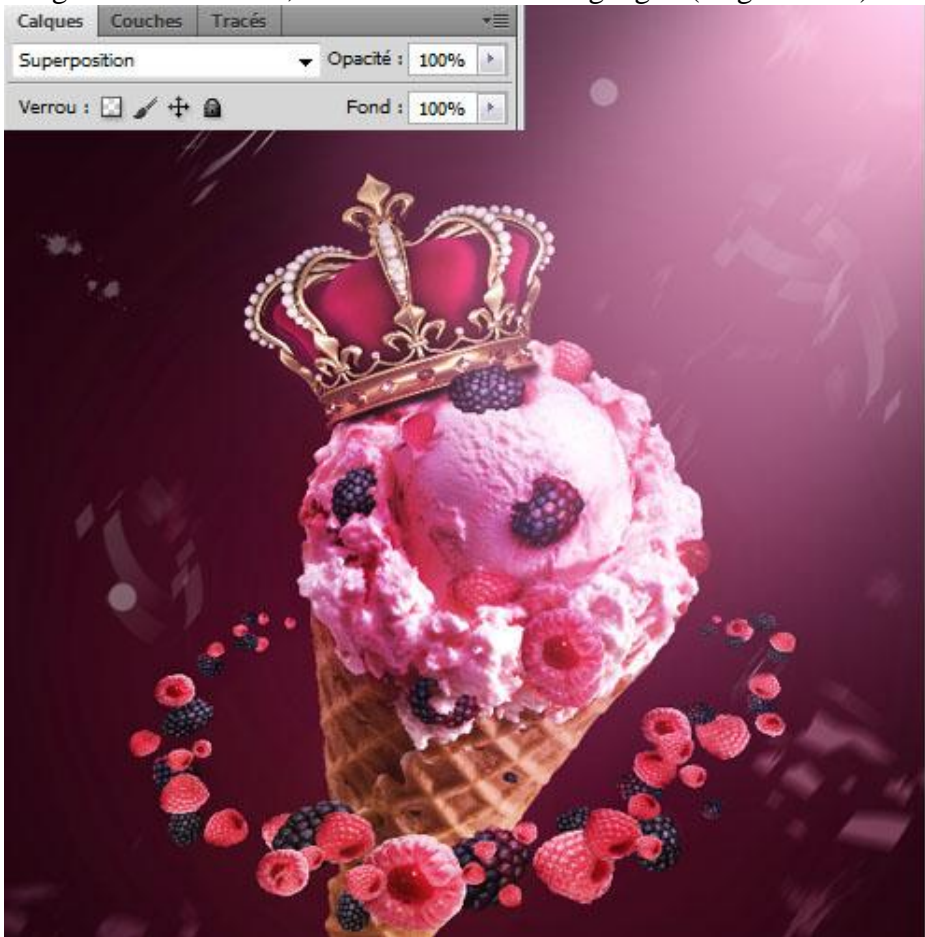 Calques Couches Tracés
Superposition Opacité : 100%
Verrou : Fond : 100%